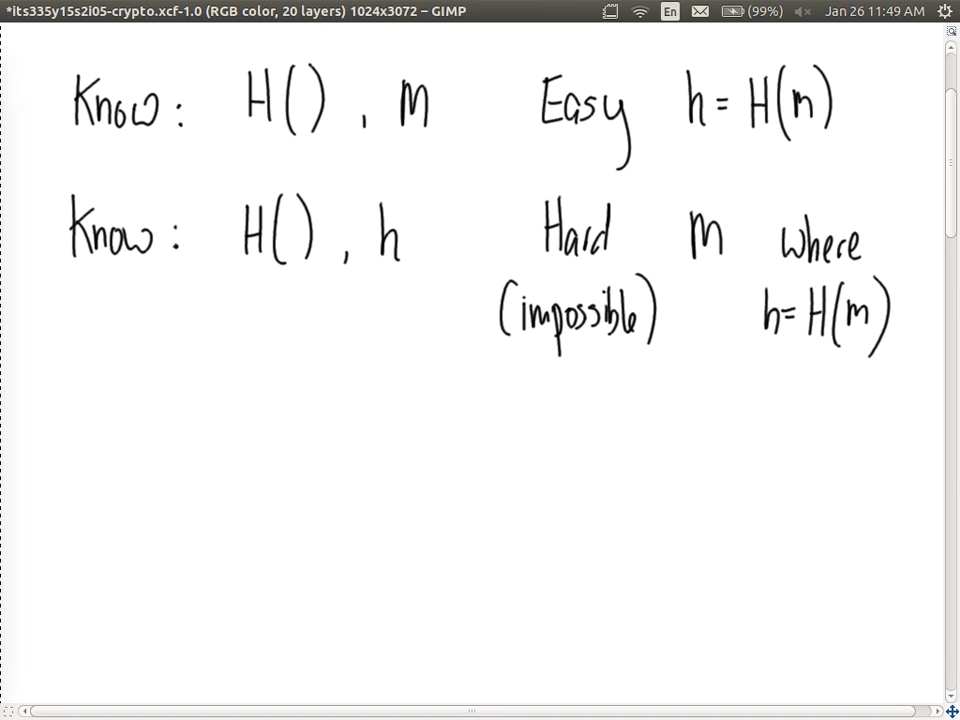 *its335y15s2i05-crypto.xcf-1.0 (RGB color, 20 layers) 1024x3072 – GIMP En (99%) Jan 26 11:49 AM
Know: H() , m Easy h = H(m)
Know: H() , h Hard m where
(impossible) h= H(m)